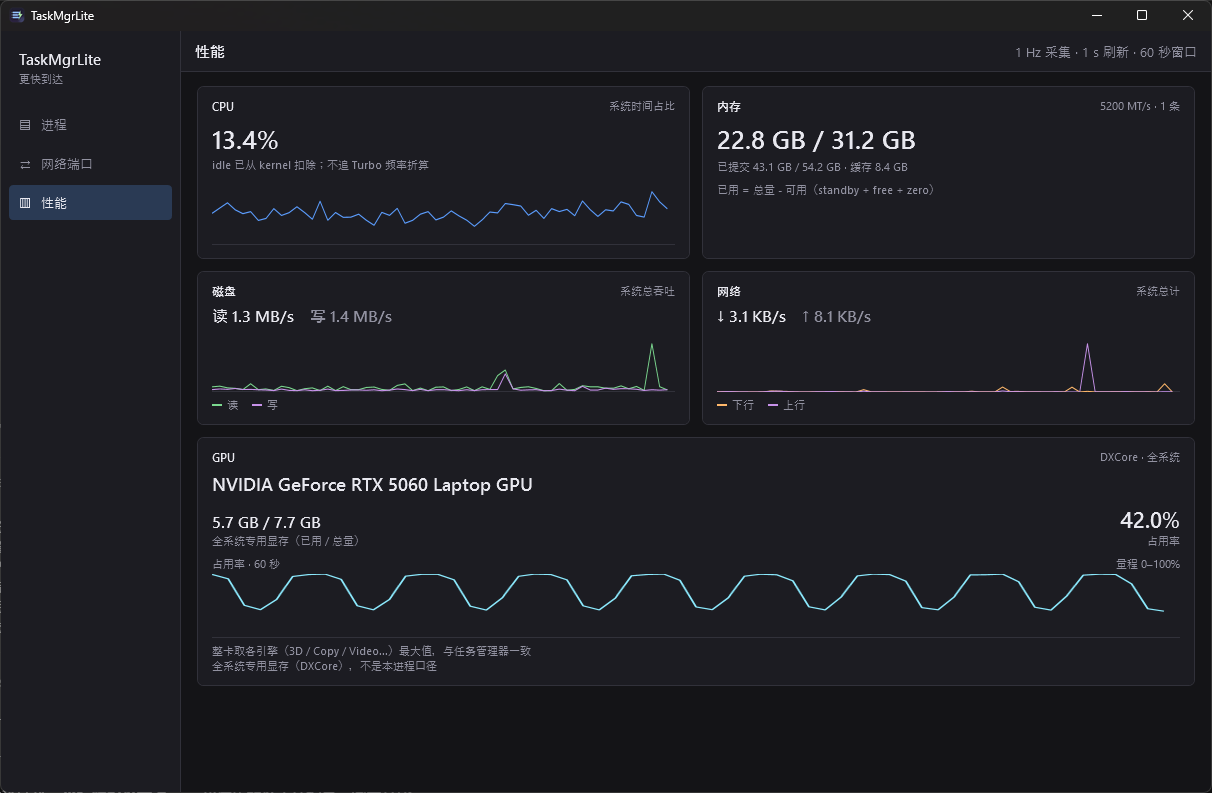 TaskMgrLite
TaskMgrLite
更快到达
进程
网络端口
性能
性能
1 Hz 采集 · 1 s 刷新 · 60 秒窗口
CPU
系统时间占比
13.4%
idle 已从 kernel 扣除；不追 Turbo 频率折算
内存
5200 MT/s · 1 条
22.8 GB / 31.2 GB
已提交 43.1 GB / 54.2 GB · 缓存 8.4 GB
已用 = 总量 - 可用（standby + free + zero）
磁盘
系统总吞吐
读 1.3 MB/s 写 1.4 MB/s
读 写
网络
系统总计
↓ 3.1 KB/s ↑ 8.1 KB/s
下行 上行
GPU
DXCore · 全系统
NVIDIA GeForce RTX 5060 Laptop GPU
5.7 GB / 7.7 GB
全系统专用显存（已用 / 总量）
42.0%
占用率
占用率 · 60 秒
量程 0–100%
整卡取各引擎（3D / Copy / Video…）最大值，与任务管理器一致
全系统专用显存（DXCore），不是本进程口径